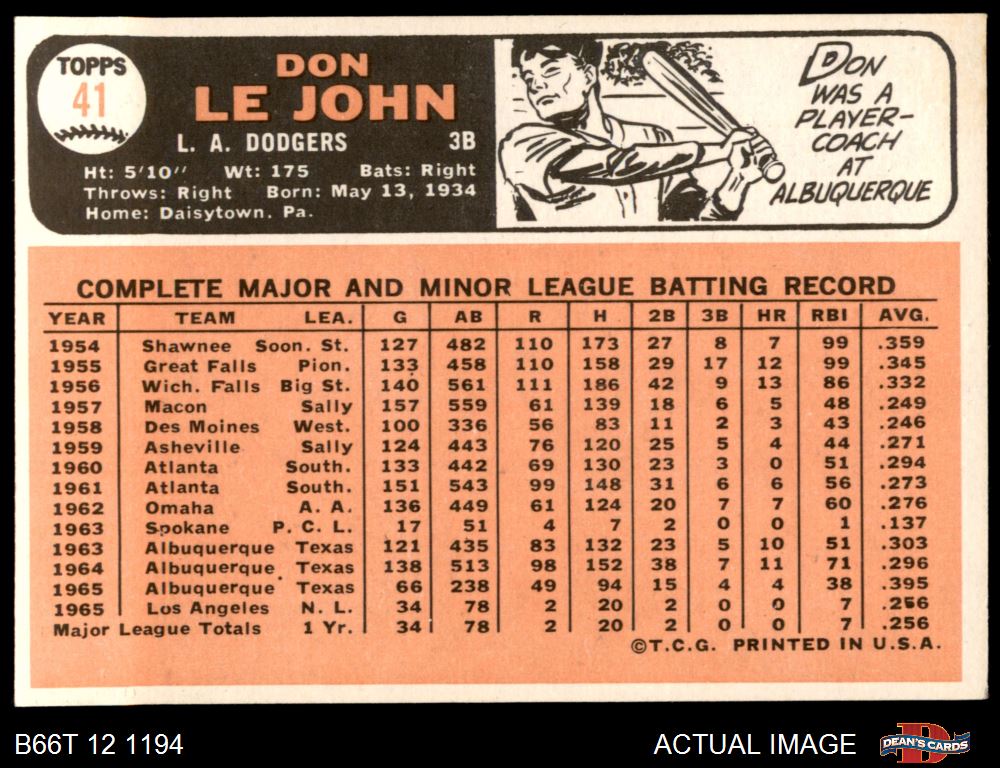 TOPPS
41
DON
LE JOHN
L. A. DODGERS 3B
Ht: 5'10" Wt: 175 Bats: Right
Throws: Right Born: May 13, 1934
Home: Daisytown, Pa.
DON
WAS A
PLAYER-
COACH
AT
ALBUQUERQUE
COMPLETE MAJOR AND MINOR LEAGUE BATTING RECORD
YEAR TEAM LEA. G AB R H 2B 3B HR RBI AVG.
1954 Shawnee Soon. St. 127 482 110 173 27 8 7 99 .359
1955 Great Falls Pion. 133 458 110 158 29 17 12 99 .345
1956 Wich. Falls Big St. 140 561 111 186 42 9 13 86 .332
1957 Macon Sally 157 559 61 139 18 6 5 48 .249
1958 Des Moines West. 100 336 56 83 11 2 3 43 .246
1959 Asheville Sally 124 443 76 120 25 5 4 44 .271
1960 Atlanta South. 133 442 69 130 23 3 0 51 .294
1961 Atlanta South. 151 543 99 148 31 6 6 56 .273
1962 Omaha A. A. 136 449 61 124 20 7 7 60 .276
1963 Spokane P. C. L. 17 51 4 7 2 0 0 1 .137
1963 Albuquerque Texas 121 435 83 132 23 5 10 51 .303
1964 Albuquerque Texas 138 513 98 152 38 7 11 71 .296
1965 Albuquerque Texas 66 238 49 94 15 4 4 38 .395
1965 Los Angeles N. L. 34 78 2 20 2 0 0 7 .256
Major League Totals 1 Yr. 34 78 2 20 2 0 0 7 .256
©T.C.G. PRINTED IN U.S.A.
B66T 12 1194 ACTUAL IMAGE DEAN'S CARDS